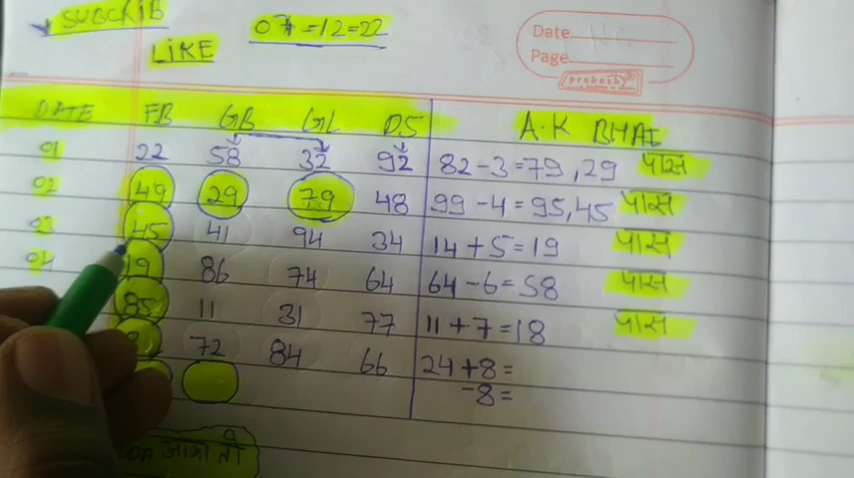 SUBCRIB
LIKE
074=12=22
Date
Page
Prakash
DATE FB GB GL D.S A.K BHAI
01 22 58 32 92 82-3=79,29 पास
02 49 29 79 48 99-4=95,45 पास
03 45 41 94 34 14+5=19 पास
04 19 86 74 64 64-6=58 पास
85 11 31 77 11+7=18 पास
72 84 66 24+8=
-8=